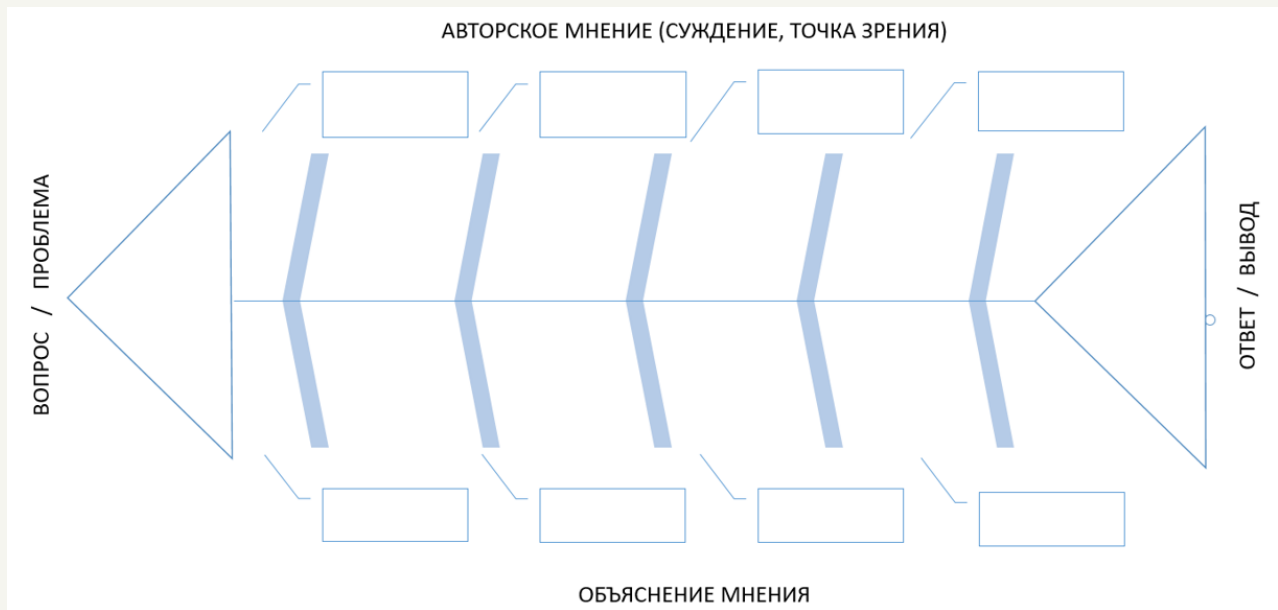 АВТОРСКОЕ МНЕНИЕ (СУЖДЕНИЕ, ТОЧКА ЗРЕНИЯ)
ВОПРОС / ПРОБЛЕМА
ОТВЕТ / ВЫВОД
ОБЪЯСНЕНИЕ МНЕНИЯ